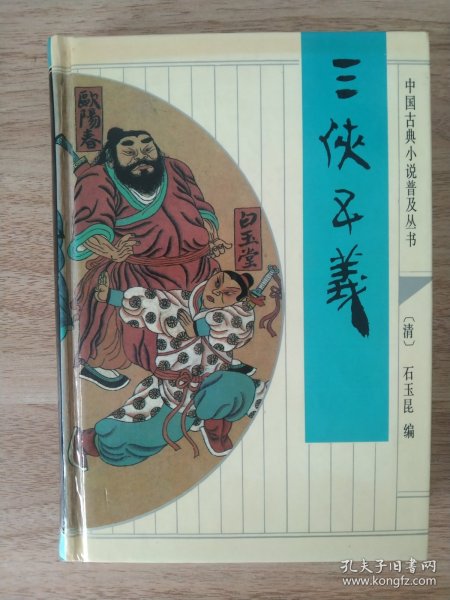 中国古典小说普及丛书
三侠五義
〔清〕 石玉昆 编
歐陽春
白玉堂
孔夫子旧书网
www.kongfz.com